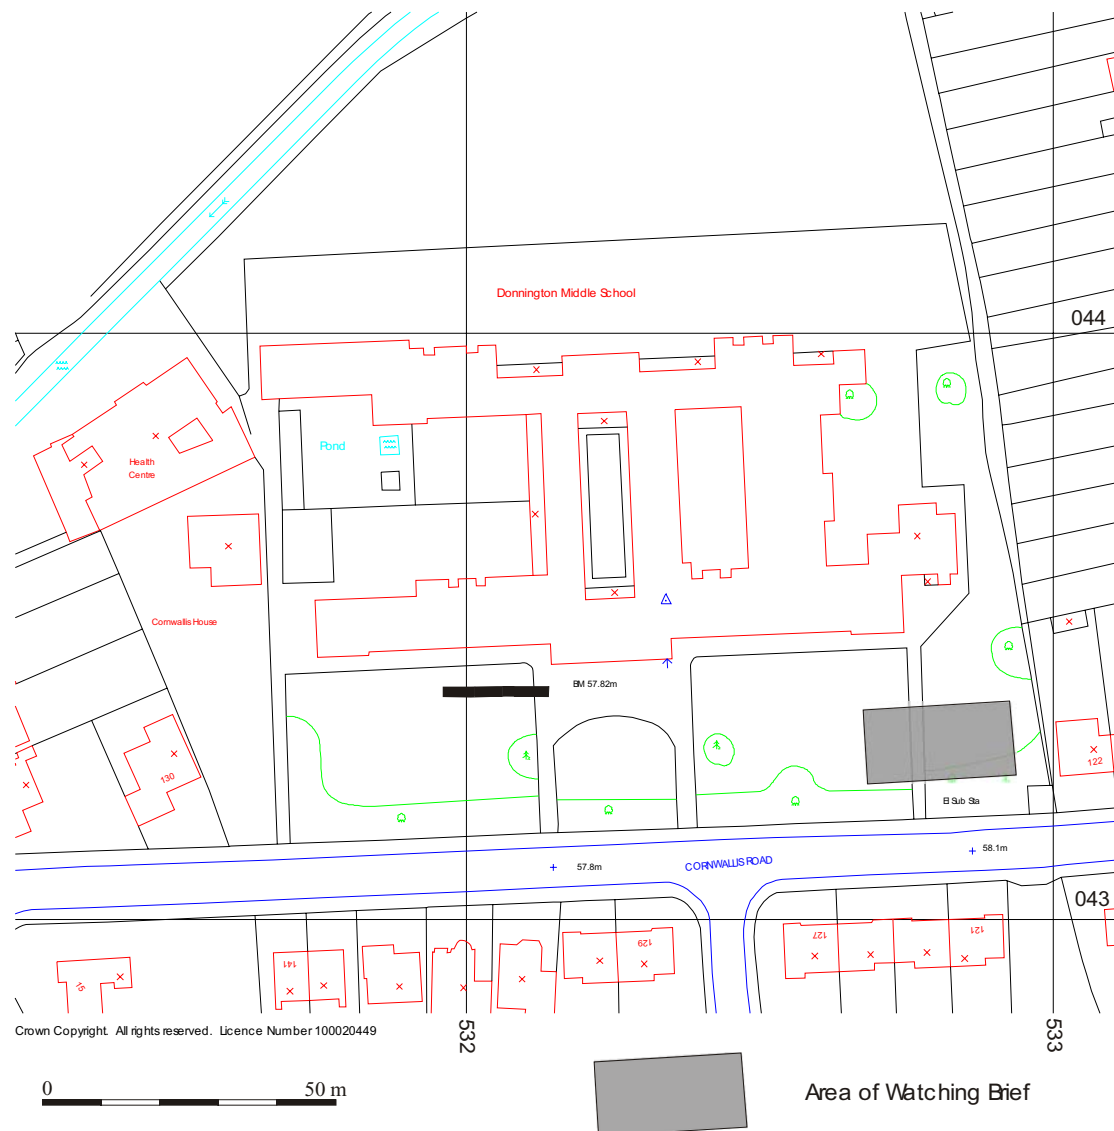 Donnington Middle School
044
Pond
Health
Centre
Cornwallis House
BM 57.82m
130
122
El Sub Sta
58.1m
57.8m
CORNWALLIS ROAD
043
141
129
127
121
15
Crown Copyright. All rights reserved. Licence Number 100020449
532
533
0
50 m
Area of Watching Brief